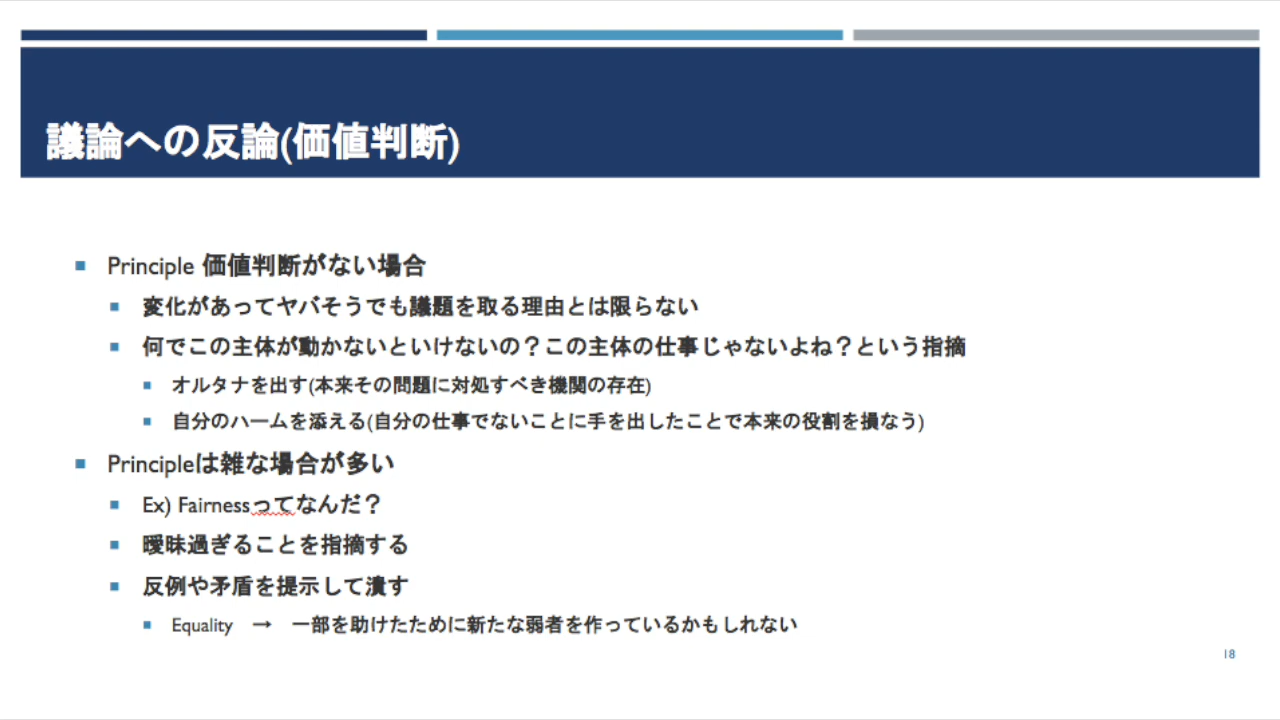 議論への反論(価値判断)
Principle 価値判断がない場合
変化があってヤバそうでも議題を取る理由とは限らない
何でこの主体が動かないといけないの？この主体の仕事じゃないよね？という指摘
オルタナを出す(本来その問題に対処すべき機関の存在)
自分のハームを添える(自分の仕事でないことに手を出したことで本来の役割を損なう)
Principleは雑な場合が多い
Ex) Fairnessってなんだ？
曖昧過ぎることを指摘する
反例や矛盾を提示して潰す
Equality → 一部を助けたために新たな弱者を作っているかもしれない
18